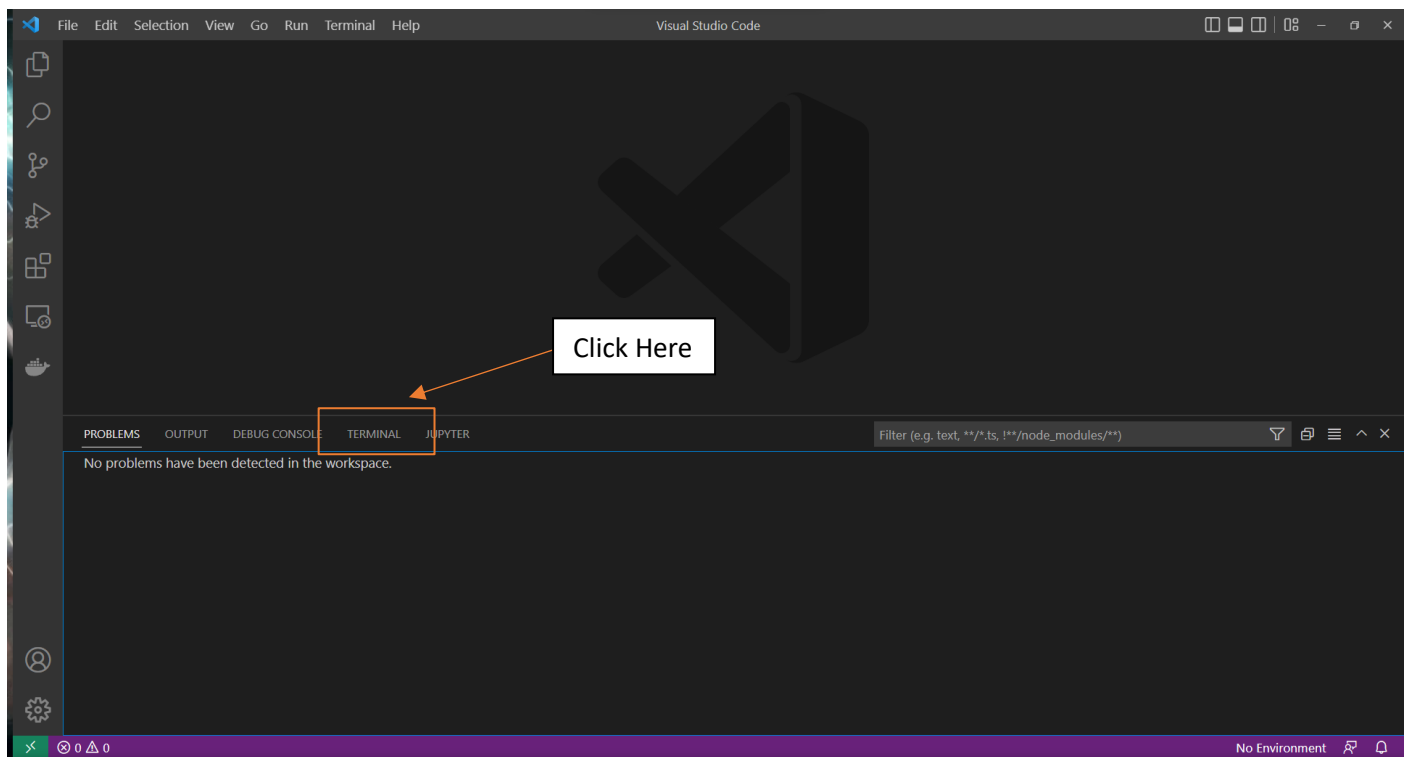 File Edit Selection View Go Run Terminal Help Visual Studio Code
Click Here
PROBLEMS OUTPUT DEBUG CONSOLE TERMINAL JUPYTER Filter (e.g. text, **/*.ts, !**/node_modules/**)
No problems have been detected in the workspace.
0 0 No Environment